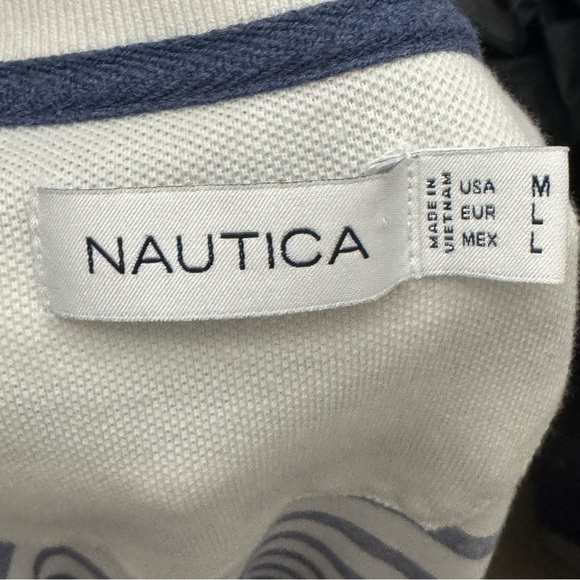 NAUTICA
MADE IN
VIETNAM
USA M
EUR L
MEX L